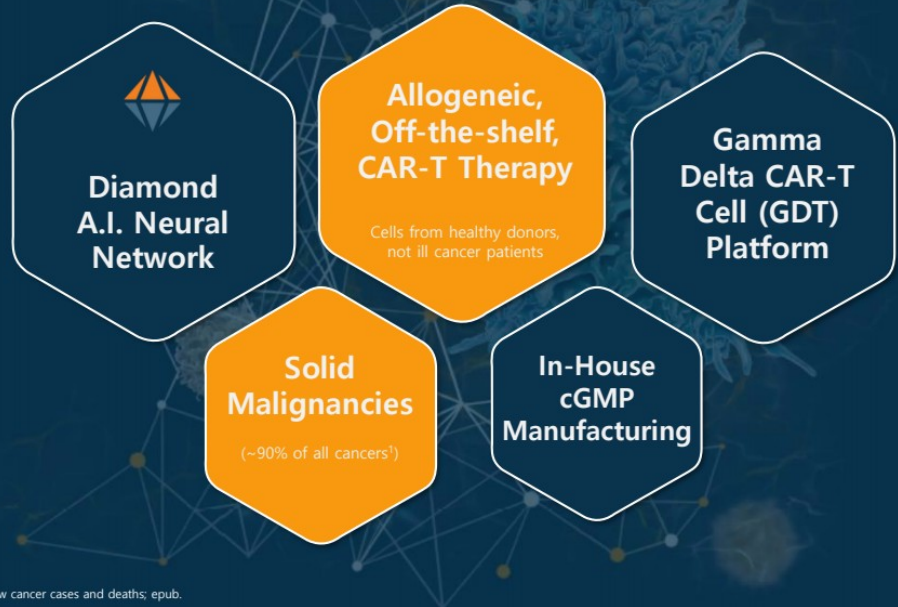 Diamond
A.I. Neural
Network
Allogeneic,
Off-the-shelf,
CAR-T Therapy
Cells from healthy donors,
not ill cancer patients
Gamma
Delta CAR-T
Cell (GDT)
Platform
Solid
Malignancies
(~90% of all cancers¹)
In-House
cGMP
Manufacturing
cancer cases and deaths; epub.